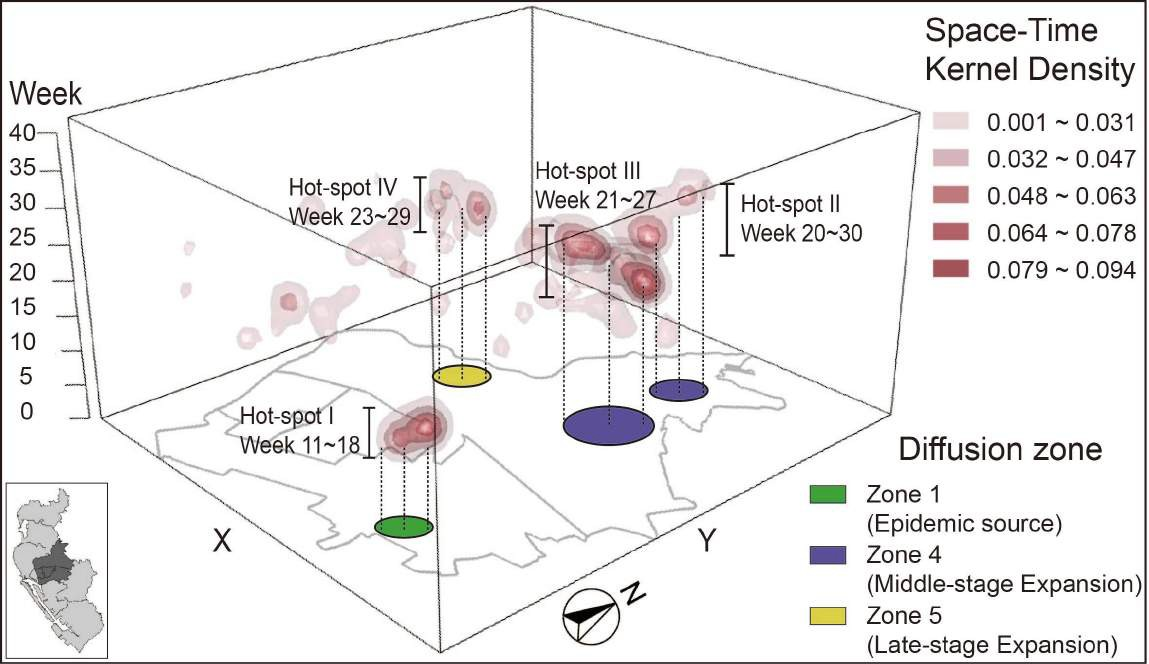 Space-Time
Kernel Density
0.001 ~ 0.031
0.032 ~ 0.047
0.048 ~ 0.063
0.064 ~ 0.078
0.079 ~ 0.094
Week
40
35
30
25
20
15
10
5
0
Hot-spot IV
Week 23~29
Hot-spot III
Week 21~27
Hot-spot II
Week 20~30
Hot-spot I
Week 11~18
X
Y
N
Diffusion zone
Zone 1
(Epidemic source)
Zone 4
(Middle-stage Expansion)
Zone 5
(Late-stage Expansion)